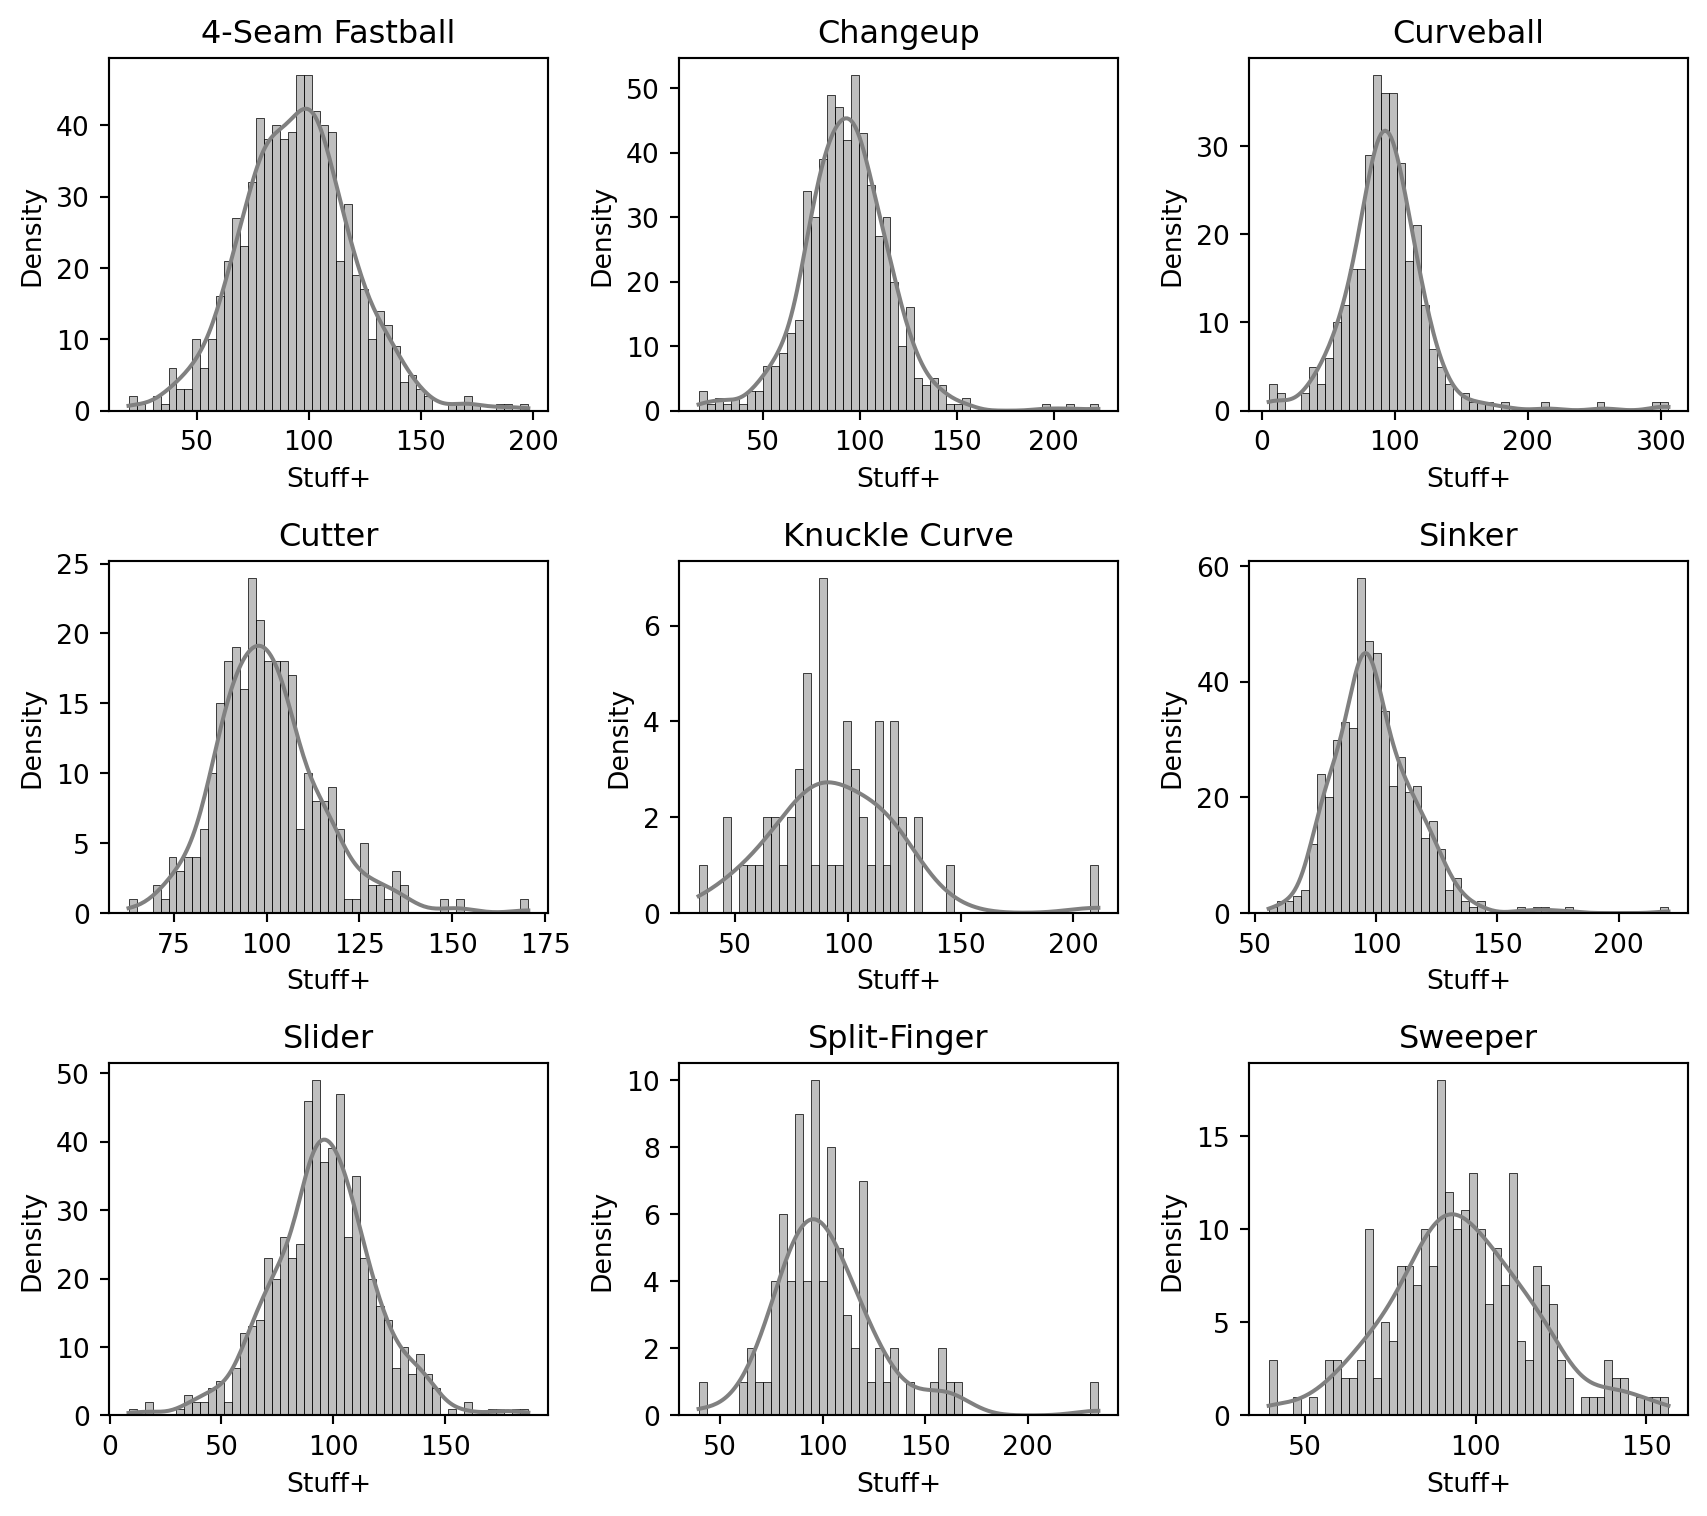 4-Seam Fastball Changeup Curveball
Density
40
30
20
10
0
50 100 150 200
Stuff+
Density
50
40
30
20
10
0
50 100 150 200
Stuff+
Density
30
20
10
0
0 100 200 300
Stuff+
Cutter Knuckle Curve Sinker
Density
25
20
15
10
5
0
75 100 125 150 175
Stuff+
Density
6
4
2
0
50 100 150 200
Stuff+
Density
60
40
20
0
50 100 150 200
Stuff+
Slider Split-Finger Sweeper
Density
50
40
30
20
10
0
0 50 100 150
Stuff+
Density
10
8
6
4
2
0
50 100 150 200
Stuff+
Density
15
10
5
0
50 100 150
Stuff+